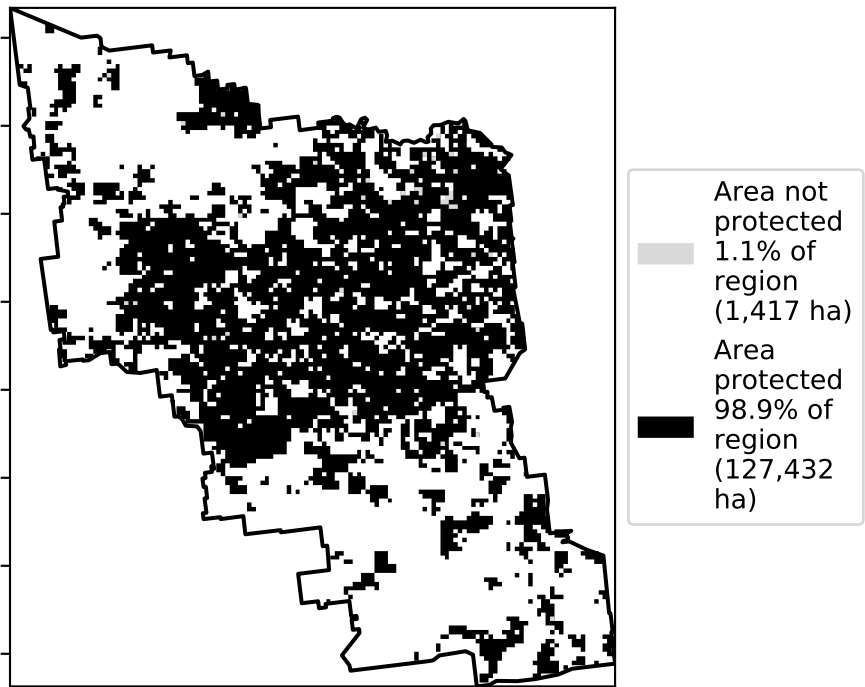 Area not
protected
1.1% of
region
(1,417 ha)
Area
protected
98.9% of
region
(127,432
ha)